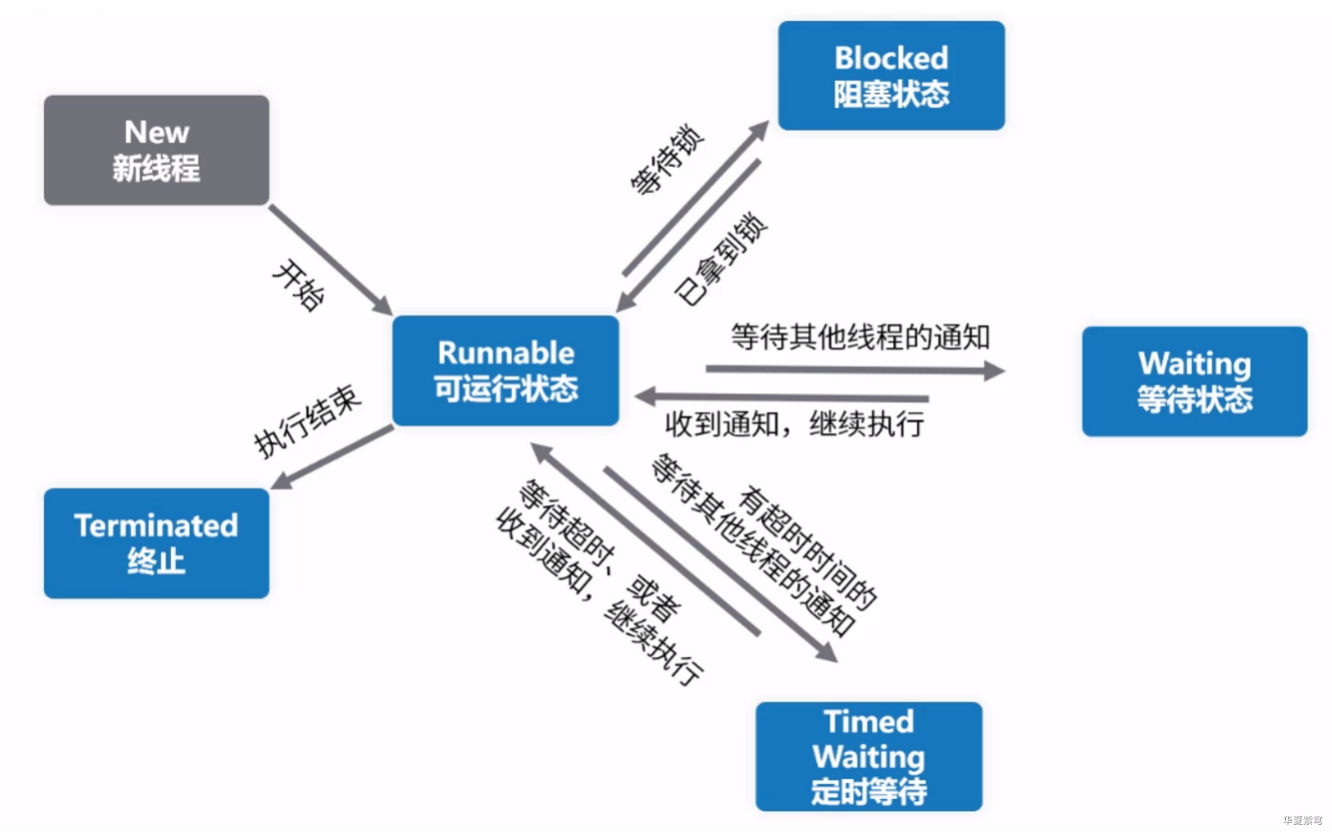 Blocked
阻塞状态
New
新线程
等待锁
已拿到锁
开始
等待其他线程的通知
Runnable
可运行状态
Waiting
等待状态
收到通知，继续执行
执行结束
有超时时间的
等待其他线程的通知
等待超时、或者
收到通知，继续执行
Terminated
终止
Timed
Waiting
定时等待
华夏紫穹